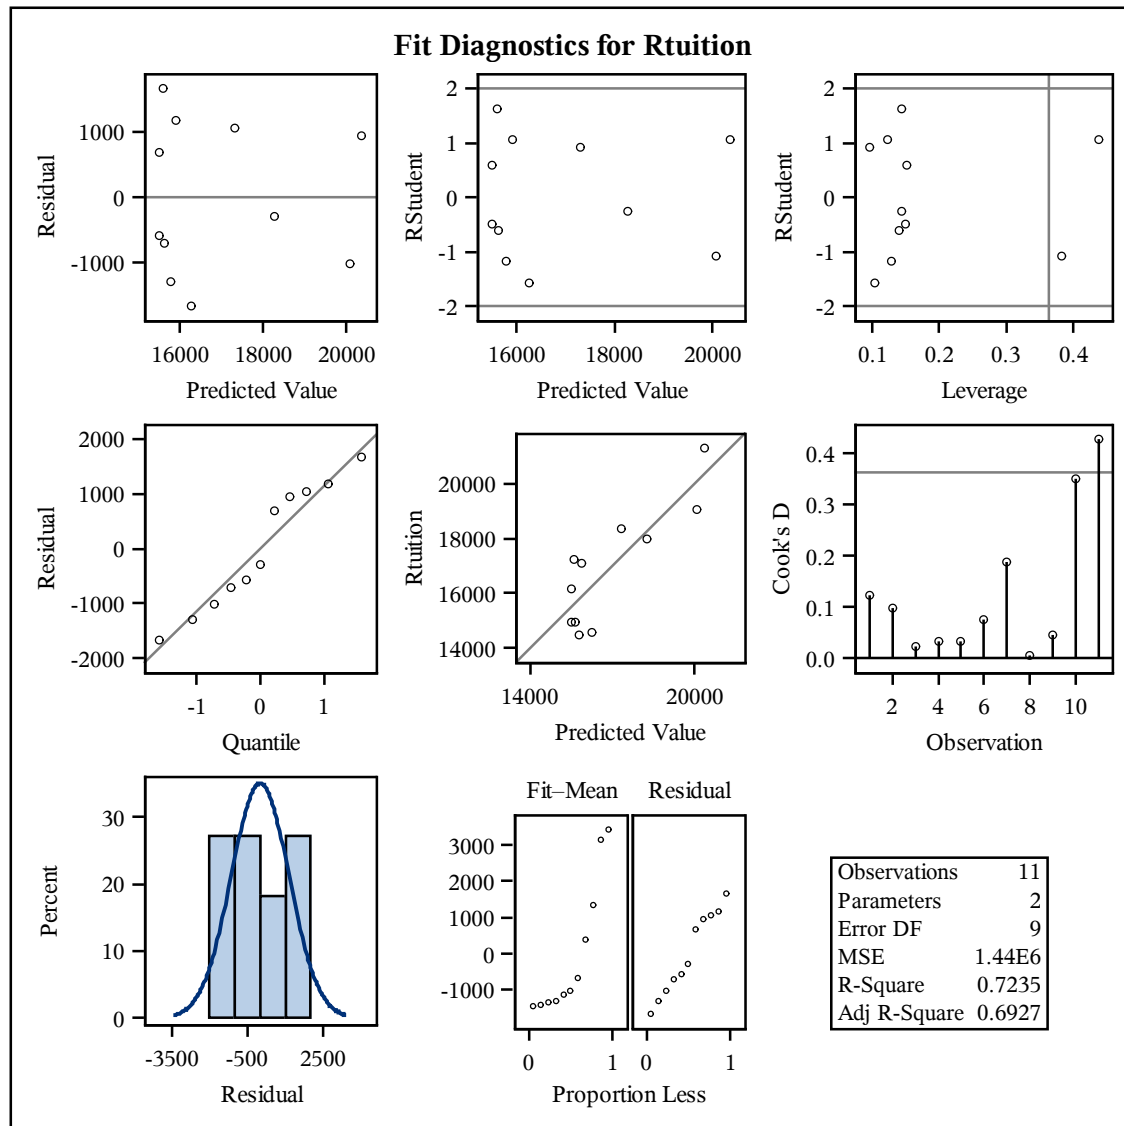 Fit Diagnostics for Rtuition
Residual
1000
0
-1000
16000 18000 20000
Predicted Value
RStudent
2
1
0
-1
-2
16000 18000 20000
Predicted Value
RStudent
2
1
0
-1
-2
0.1 0.2 0.3 0.4
Leverage
Residual
2000
1000
0
-1000
-2000
-1 0 1
Quantile
Rtuition
20000
18000
16000
14000
14000 20000
Predicted Value
Cook's D
0.4
0.3
0.2
0.1
0.0
2 4 6 8 10
Observation
Percent
30
20
10
0
-3500 -500 2500
Residual
Fit–Mean Residual
3000
2000
1000
0
-1000
0 1 0 1
Proportion Less
Observations 11
Parameters 2
Error DF 9
MSE 1.44E6
R-Square 0.7235
Adj R-Square 0.6927